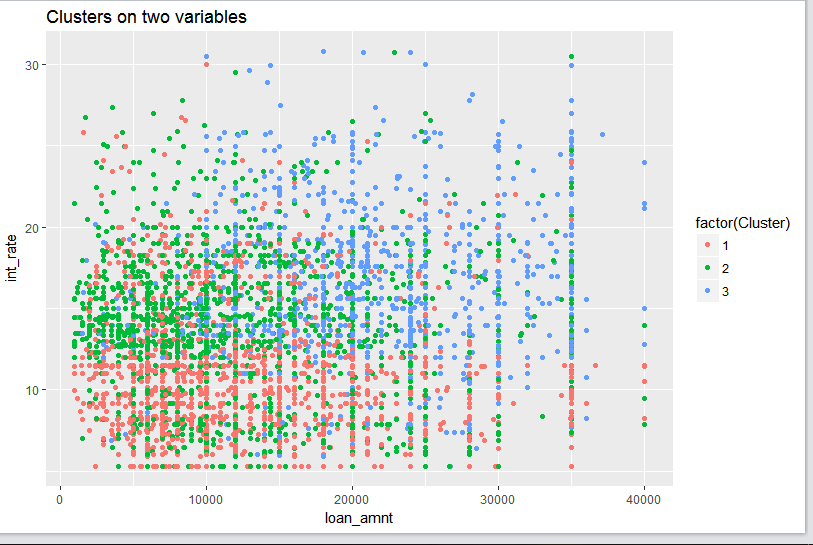 Clusters on two variables
30
20
10
int_rate
0 10000 20000 30000 40000
loan_amnt
factor(Cluster)
1
2
3